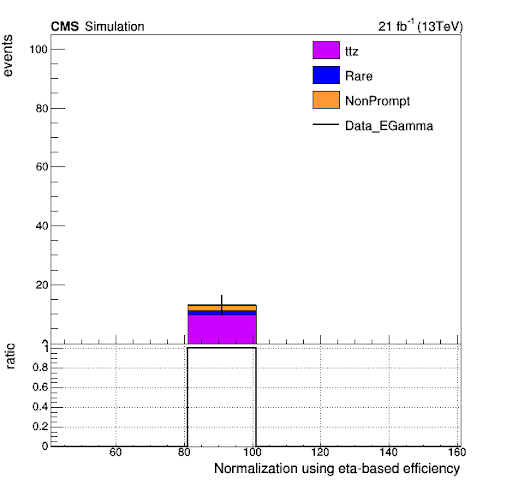 CMS Simulation 21 fb-1 (13TeV)
events
100
80
60
40
20
ttz
Rare
NonPrompt
Data_EGamma
ratio
1
0.8
0.6
0.4
0.2
0
60 80 100 120 140 160
Normalization using eta-based efficiency